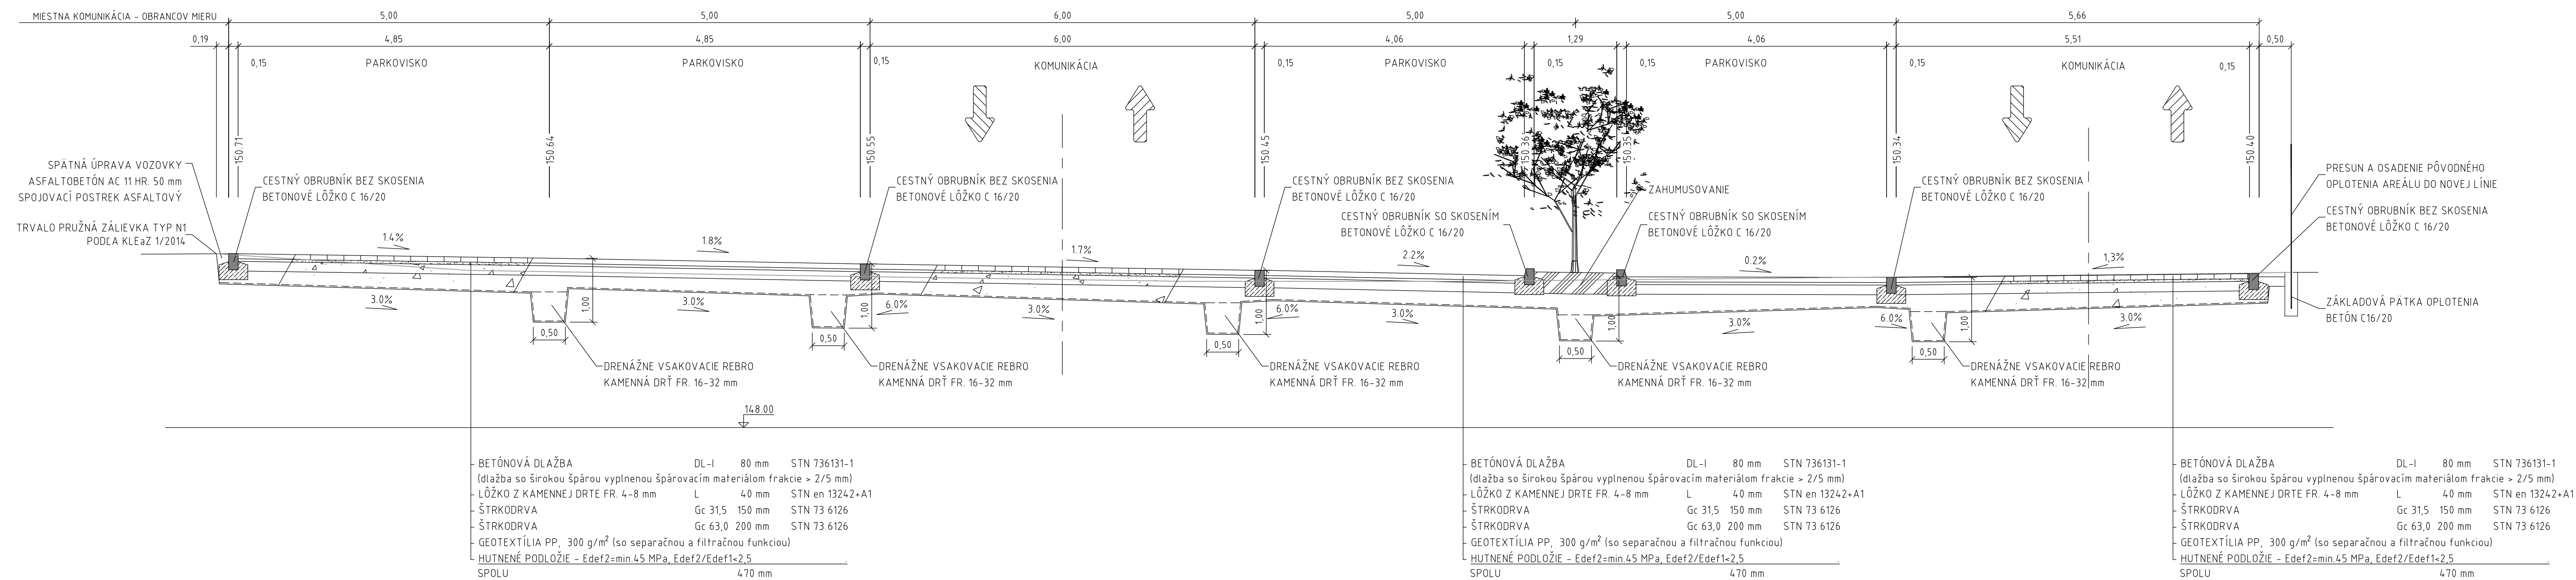 MIESTNA KOMUNIKÁCIA - OBRANCOV MIERU
5,00 5,00 6,00 5,00 5,00 5,66
0,19 4,85 4,85 6,00 4,06 1,29 4,06 5,51 0,50
0,15 PARKOVISKO PARKOVISKO 0,15 KOMUNIKÁCIA 0,15 PARKOVISKO 0,15 0,15 PARKOVISKO 0,15 KOMUNIKÁCIA 0,15
150.71 150.64 150.55 150.45 150.36 150.35 150.34 150.40
SPÄTNÁ ÚPRAVA VOZOVKY
ASFALTOBETÓN AC 11 HR. 50 mm
SPOJOVACÍ POSTREK ASFALTOVÝ
TRVALO PRUŽNÁ ZÁLIEVKA TYP N1
PODĽA KLEaZ 1/2014
CESTNÝ OBRUBNÍK BEZ SKOSENIA
BETONOVÉ LÔŽKO C 16/20
CESTNÝ OBRUBNÍK BEZ SKOSENIA
BETONOVÉ LÔŽKO C 16/20
CESTNÝ OBRUBNÍK BEZ SKOSENIA
BETONOVÉ LÔŽKO C 16/20
CESTNÝ OBRUBNÍK SO SKOSENÍM
BETONOVÉ LÔŽKO C 16/20
ZAHUMUSOVANIE
CESTNÝ OBRUBNÍK SO SKOSENÍM
BETONOVÉ LÔŽKO C 16/20
CESTNÝ OBRUBNÍK BEZ SKOSENIA
BETONOVÉ LÔŽKO C 16/20
PRESUN A OSADENIE PÔVODNÉHO
OPLOTENIA AREÁLU DO NOVEJ LÍNIE
CESTNÝ OBRUBNÍK BEZ SKOSENIA
BETONOVÉ LÔŽKO C 16/20
1.4% 1.8% 1.7% 2.2% 0.2% 1,3%
3.0% 3.0% 6.0% 3.0% 6.0% 3.0% 3.0% 6.0% 3.0%
1,00 1,00 1,00 1,00 1,00
0,50 0,50 0,50 0,50 0,50
ZÁKLADOVÁ PÄTKA OPLOTENIA
BETÓN C16/20
DRENÁŽNE VSAKOVACIE REBRO
KAMENNÁ DRŤ FR. 16-32 mm
DRENÁŽNE VSAKOVACIE REBRO
KAMENNÁ DRŤ FR. 16-32 mm
DRENÁŽNE VSAKOVACIE REBRO
KAMENNÁ DRŤ FR. 16-32 mm
DRENÁŽNE VSAKOVACIE REBRO
KAMENNÁ DRŤ FR. 16-32 mm
DRENÁŽNE VSAKOVACIE REBRO
KAMENNÁ DRŤ FR. 16-32 mm
148.00
BETÓNOVÁ DLAŽBA DL-I 80 mm STN 736131-1
(dlažba so širokou špárou vyplnenou špárovacím materiálom frakcie > 2/5 mm)
LÔŽKO Z KAMENNEJ DRTE FR. 4-8 mm L 40 mm STN en 13242+A1
ŠTRKODRVA Gc 31,5 150 mm STN 73 6126
ŠTRKODRVA Gc 63,0 200 mm STN 73 6126
GEOTEXTÍLIA PP, 300 g/m² (so separačnou a filtračnou funkciou)
HUTNENÉ PODLOŽIE - Edef2=min.45 MPa, Edef2/Edef1<2,5
SPOLU 470 mm
BETÓNOVÁ DLAŽBA DL-I 80 mm STN 736131-1
(dlažba so širokou špárou vyplnenou špárovacím materiálom frakcie > 2/5 mm)
LÔŽKO Z KAMENNEJ DRTE FR. 4-8 mm L 40 mm STN en 13242+A1
ŠTRKODRVA Gc 31,5 150 mm STN 73 6126
ŠTRKODRVA Gc 63,0 200 mm STN 73 6126
GEOTEXTÍLIA PP, 300 g/m² (so separačnou a filtračnou funkciou)
HUTNENÉ PODLOŽIE - Edef2=min.45 MPa, Edef2/Edef1<2,5
SPOLU 470 mm
BETÓNOVÁ DLAŽBA DL-I 80 mm STN 736131-1
(dlažba so širokou špárou vyplnenou špárovacím materiálom frakcie > 2/5 mm)
LÔŽKO Z KAMENNEJ DRTE FR. 4-8 mm L 40 mm STN en 13242+A1
ŠTRKODRVA Gc 31,5 150 mm STN 73 6126
ŠTRKODRVA Gc 63,0 200 mm STN 73 6126
GEOTEXTÍLIA PP, 300 g/m² (so separačnou a filtračnou funkciou)
HUTNENÉ PODLOŽIE - Edef2=min.45 MPa, Edef2/Edef1<2,5
SPOLU 470 mm